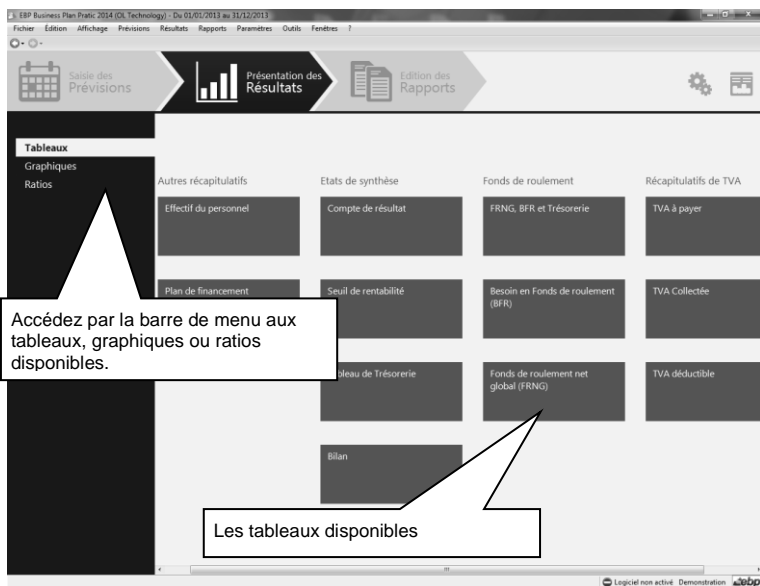 EBP Business Plan Pratic 2014 (OL Technology) - Du 01/01/2013 au 31/12/2013
Fichier Edition Affichage Prévisions Résultats Rapports Paramètres Outils Fenêtres ?
Saisie des
Prévisions
Présentation des
Résultats
Edition des
Rapports
Tableaux
Graphiques
Ratios
Autres récapitulatifs
Etats de synthèse
Fonds de roulement
Récapitulatifs de TVA
Effectif du personnel
Compte de résultat
FRNG, BFR et Trésorerie
TVA à payer
Plan de financement
Seuil de rentabilité
Besoin en Fonds de roulement
(BFR)
TVA Collectée
Accédez par la barre de menu aux
tableaux, graphiques ou ratios
disponibles.
bleau de Trésorerie
Fonds de roulement net
global (FRNG)
TVA déductible
Bilan
Les tableaux disponibles
Logiciel non activé Demonstration ebp